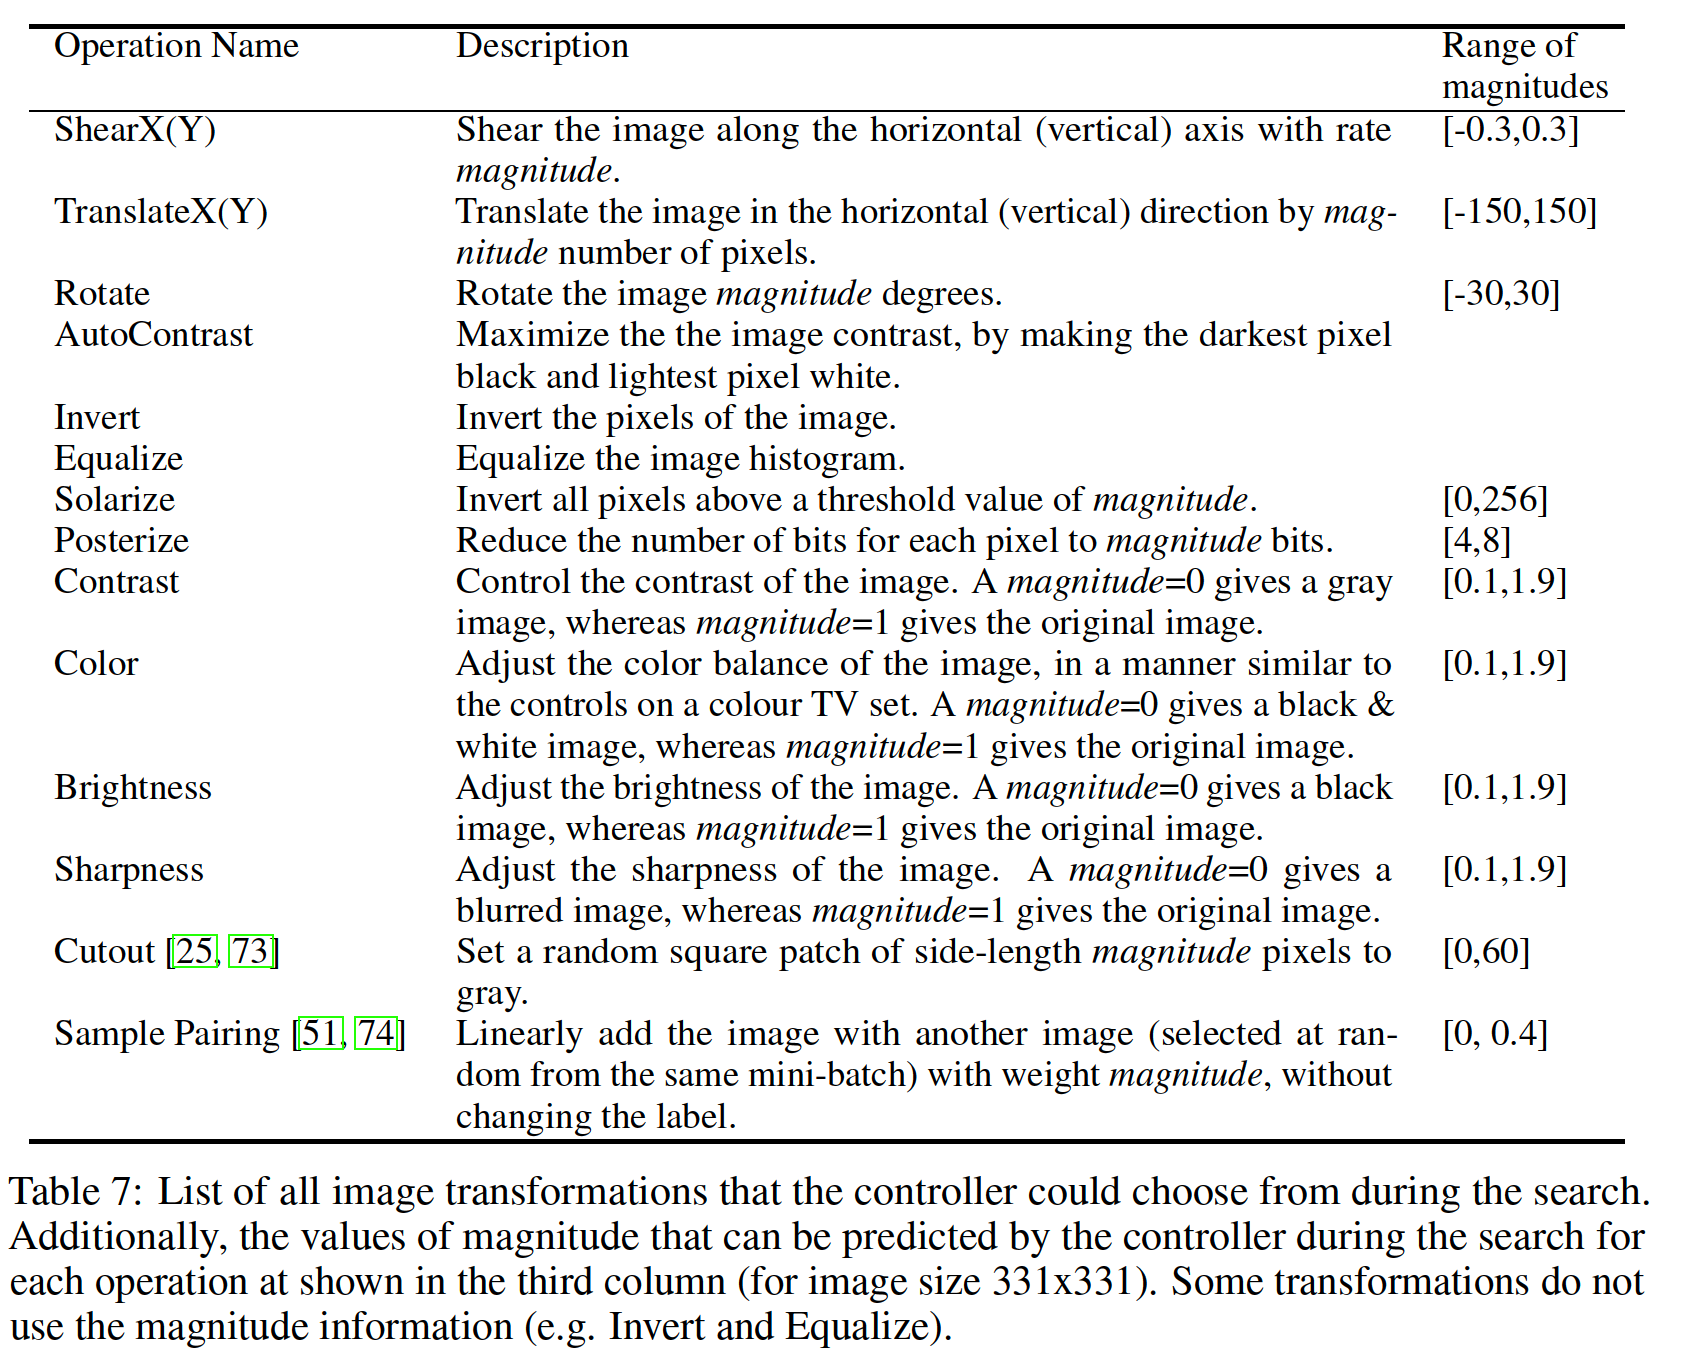 Operation Name Description Range of
magnitudes
ShearX(Y) Shear the image along the horizontal (vertical) axis with rate [-0.3,0.3]
magnitude.
TranslateX(Y) Translate the image in the horizontal (vertical) direction by mag- [-150,150]
nitude number of pixels.
Rotate Rotate the image magnitude degrees. [-30,30]
AutoContrast Maximize the the image contrast, by making the darkest pixel
black and lightest pixel white.
Invert Invert the pixels of the image.
Equalize Equalize the image histogram.
Solarize Invert all pixels above a threshold value of magnitude. [0,256]
Posterize Reduce the number of bits for each pixel to magnitude bits. [4,8]
Contrast Control the contrast of the image. A magnitude=0 gives a gray [0.1,1.9]
image, whereas magnitude=1 gives the original image.
Color Adjust the color balance of the image, in a manner similar to [0.1,1.9]
the controls on a colour TV set. A magnitude=0 gives a black &
white image, whereas magnitude=1 gives the original image.
Brightness Adjust the brightness of the image. A magnitude=0 gives a black [0.1,1.9]
image, whereas magnitude=1 gives the original image.
Sharpness Adjust the sharpness of the image. A magnitude=0 gives a [0.1,1.9]
blurred image, whereas magnitude=1 gives the original image.
Cutout [25, 73] Set a random square patch of side-length magnitude pixels to [0,60]
gray.
Sample Pairing [51, 74] Linearly add the image with another image (selected at ran- [0, 0.4]
dom from the same mini-batch) with weight magnitude, without
changing the label.
Table 7: List of all image transformations that the controller could choose from during the search.
Additionally, the values of magnitude that can be predicted by the controller during the search for
each operation at shown in the third column (for image size 331x331). Some transformations do not
use the magnitude information (e.g. Invert and Equalize).